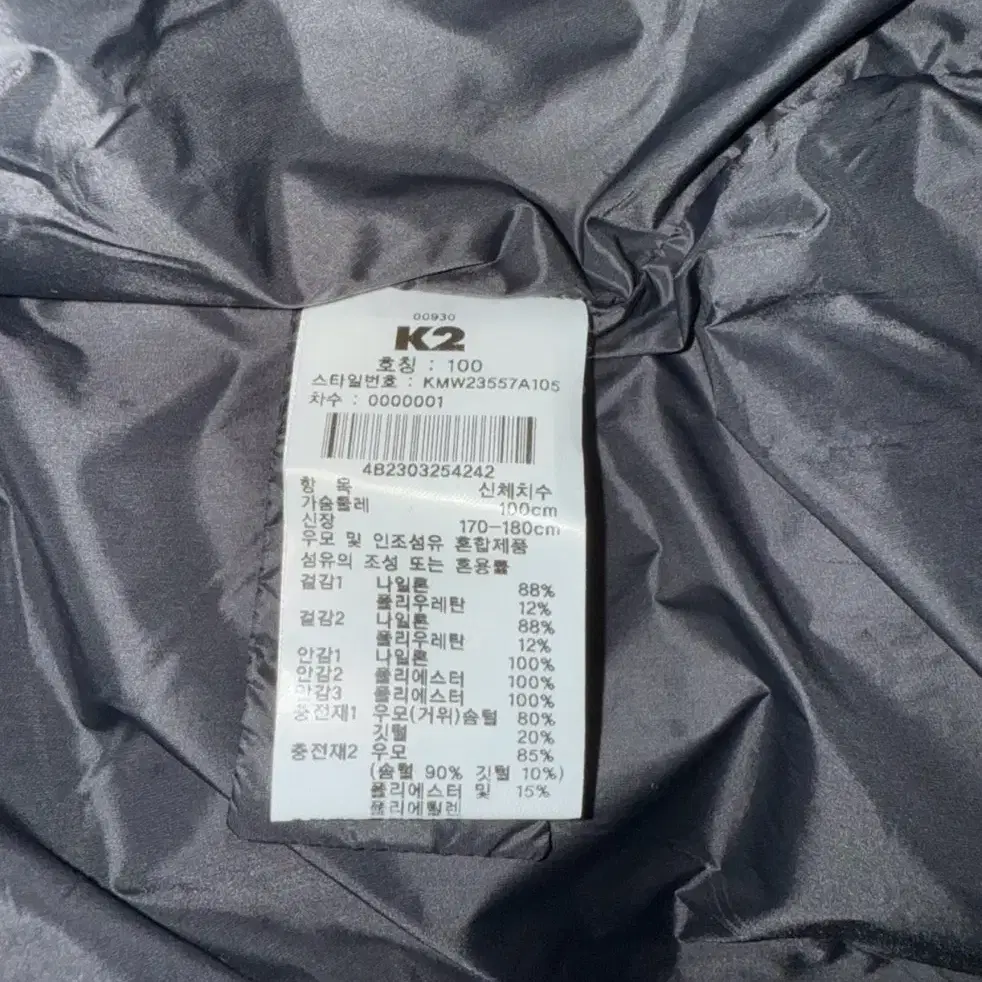 00930
K2
호칭 : 100
스타일번호 : KMW23557A105
차수 : 0000001
4B2303254242
항 목 신체치수
가슴둘레 100cm
신장 170-180cm
우모 및 인조섬유 혼합제품
섬유의 조성 또는 혼용률
겉감1 나일론 88%
폴리우레탄 12%
겉감2 나일론 88%
폴리우레탄 12%
안감1 나일론 100%
안감2 폴리에스터 100%
안감3 폴리에스터 100%
충전재1 우모(거위)솜털 80%
깃털 20%
충전재2 우모 85%
(솜털 90% 깃털 10%)
폴리에스터 및 15%
폴리에틸렌